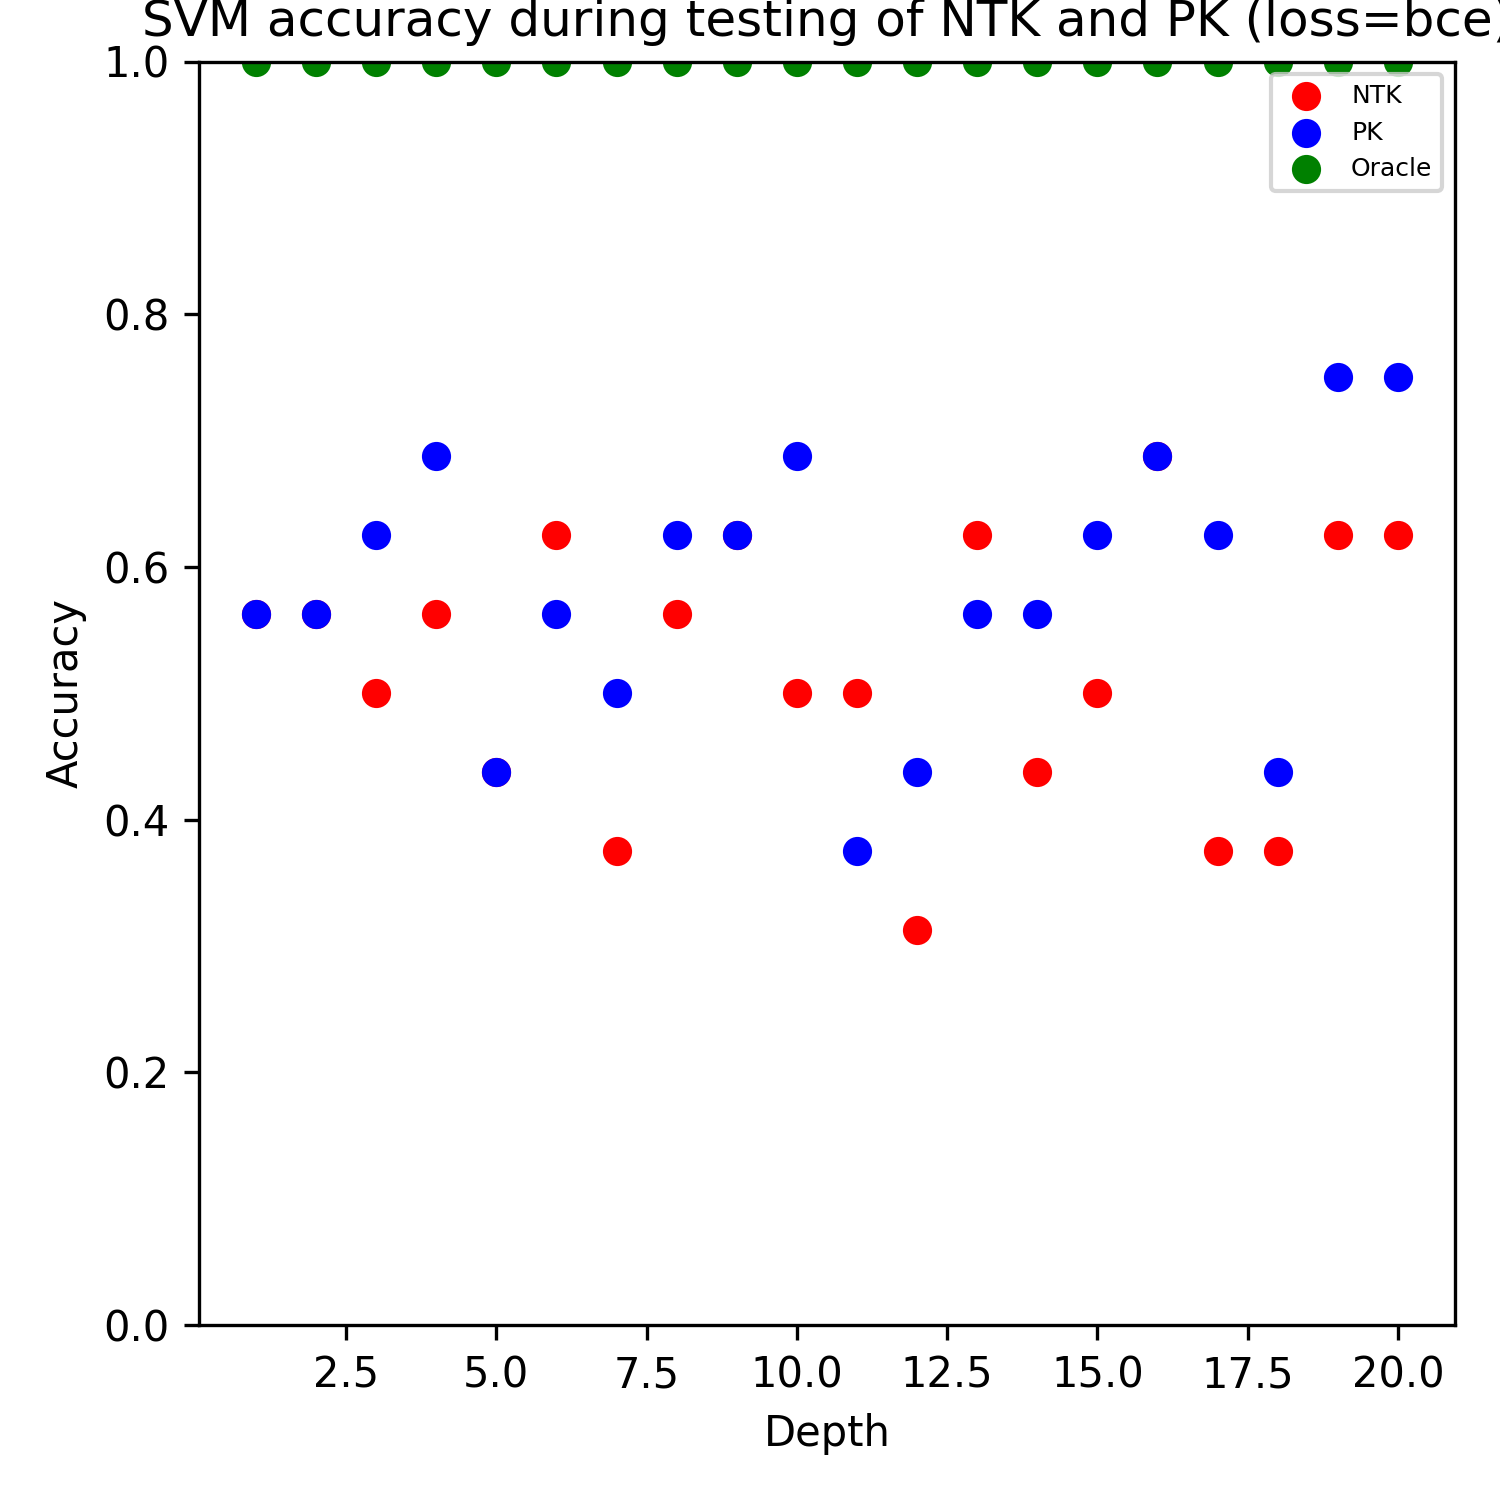 SVM accuracy during testing of NTK and PK (loss=bce)
1.0
0.8
0.6
0.4
0.2
0.0
Accuracy
NTK
PK
Oracle
2.5 5.0 7.5 10.0 12.5 15.0 17.5 20.0
Depth